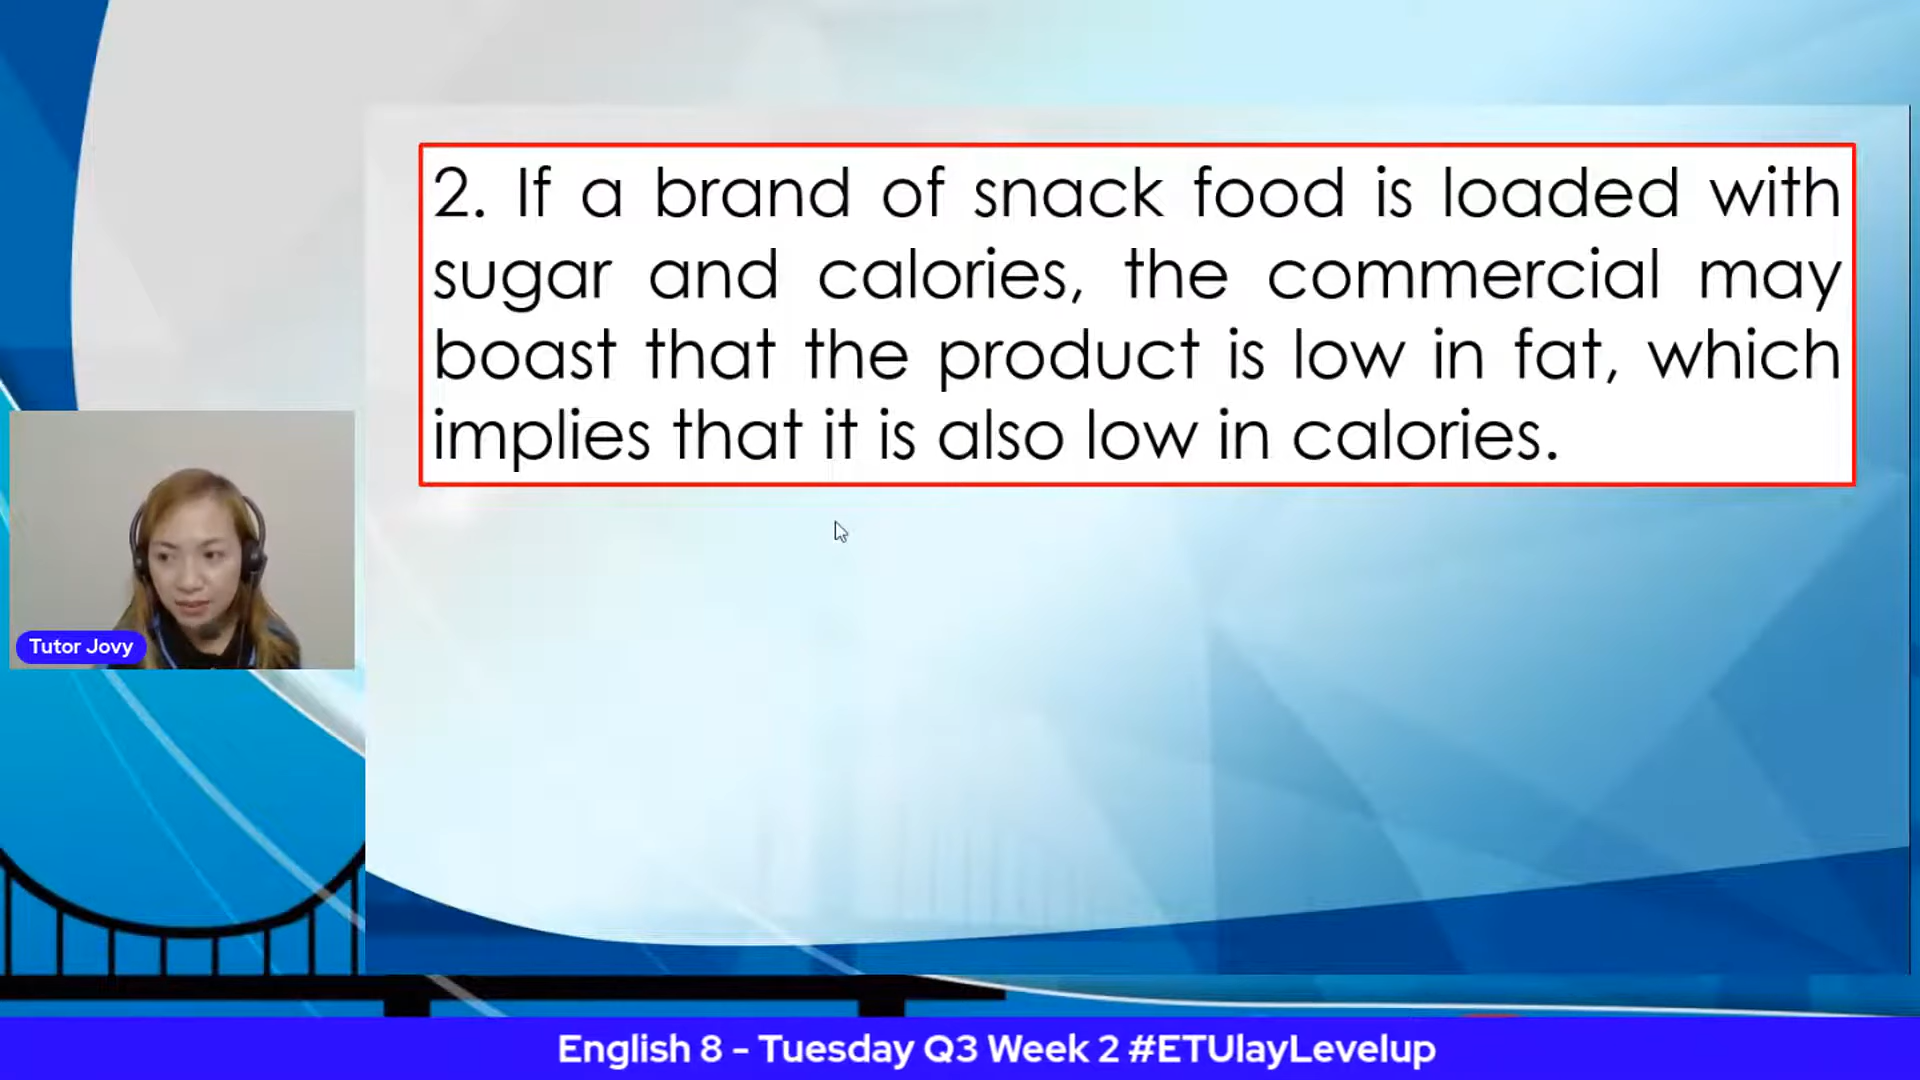 2. If a brand of snack food is loaded with
sugar and calories, the commercial may
boast that the product is low in fat, which
implies that it is also low in calories.
Tutor Jovy
English 8 - Tuesday Q3 Week 2 #ETUlayLevelup